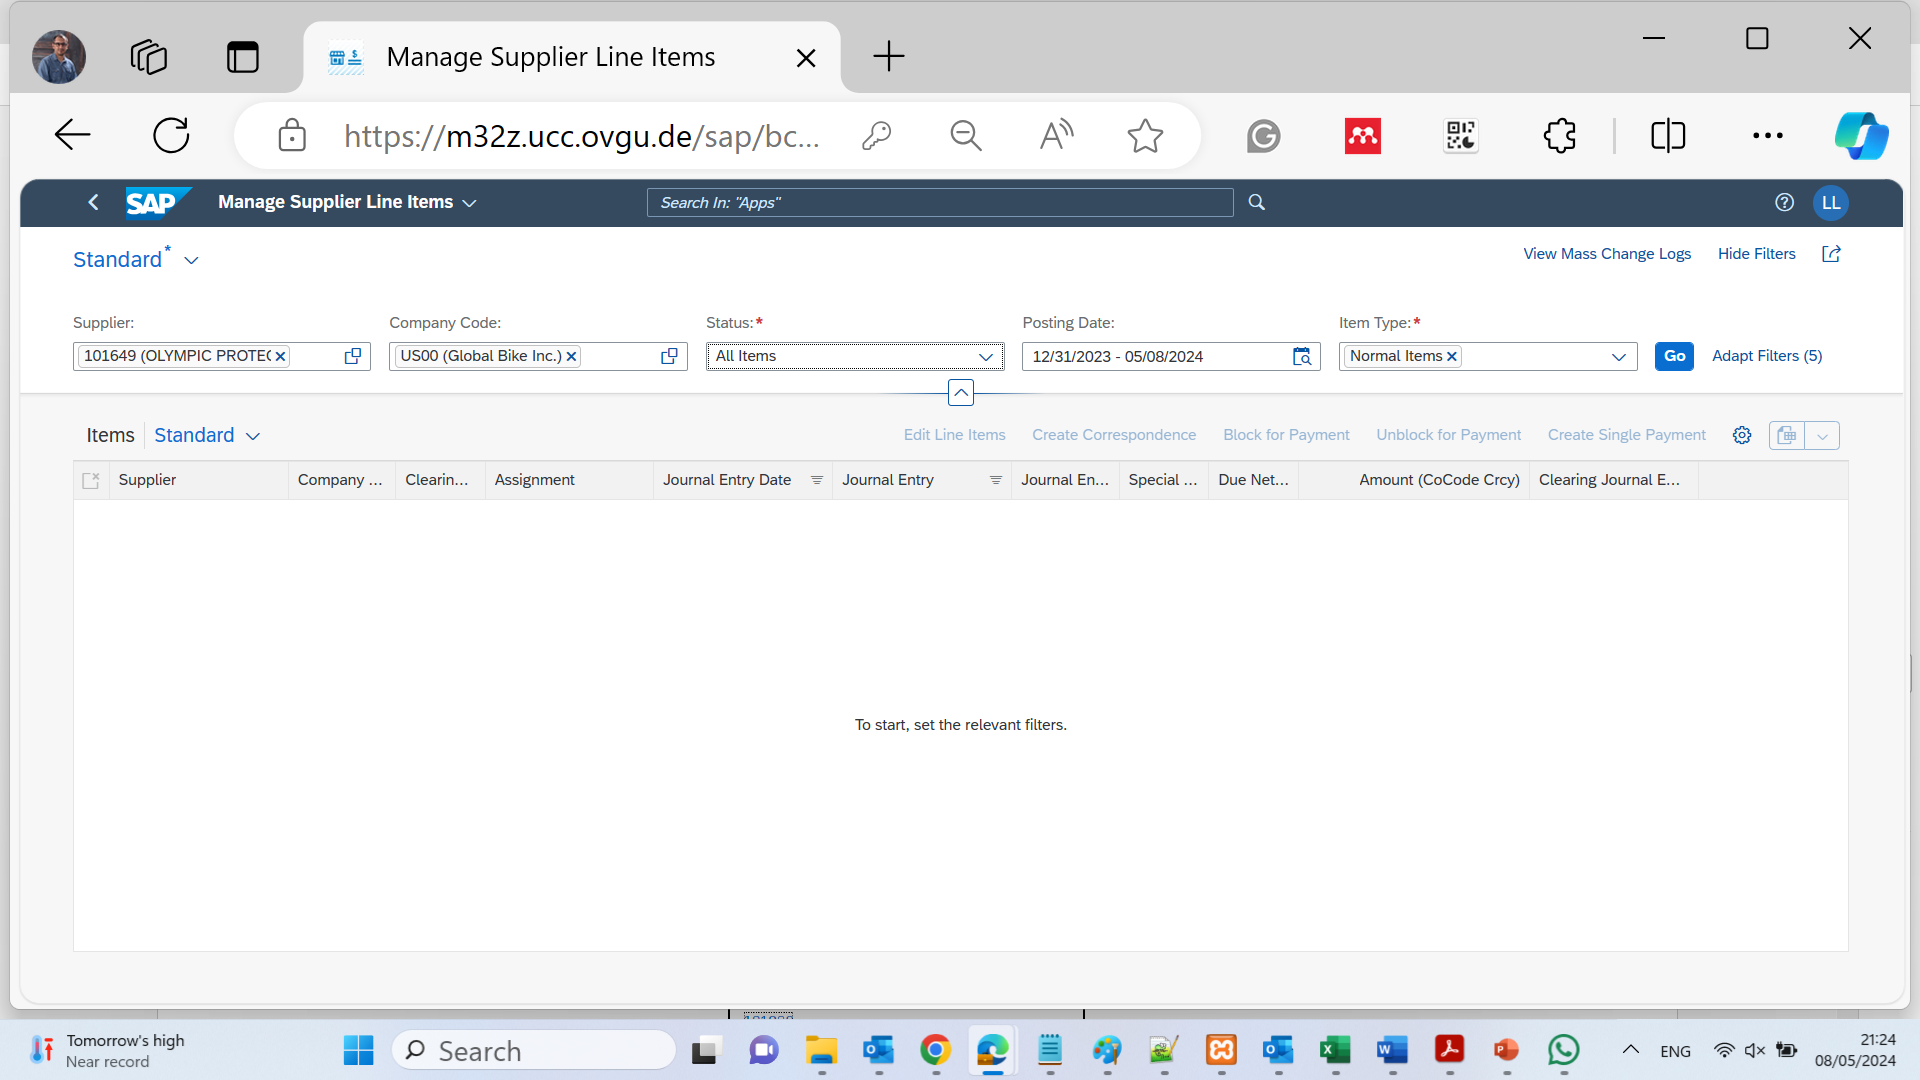 Manage Supplier Line Items
https://m32z.ucc.ovgu.de/sap/bc...
SAP Manage Supplier Line Items Search In: "Apps" LL
Standard* View Mass Change Logs Hide Filters
Supplier: Company Code: Status:* Posting Date: Item Type:*
101649 (OLYMPIC PROTEC US00 (Global Bike Inc.) All Items 12/31/2023 - 05/08/2024 Normal Items Go Adapt Filters (5)
Items Standard Edit Line Items Create Correspondence Block for Payment Unblock for Payment Create Single Payment
Supplier Company ... Clearin... Assignment Journal Entry Date Journal Entry Journal En... Special ... Due Net... Amount (CoCode Crcy) Clearing Journal E...
To start, set the relevant filters.
Tomorrow's high
Near record
Search
ENG
21:24
08/05/2024